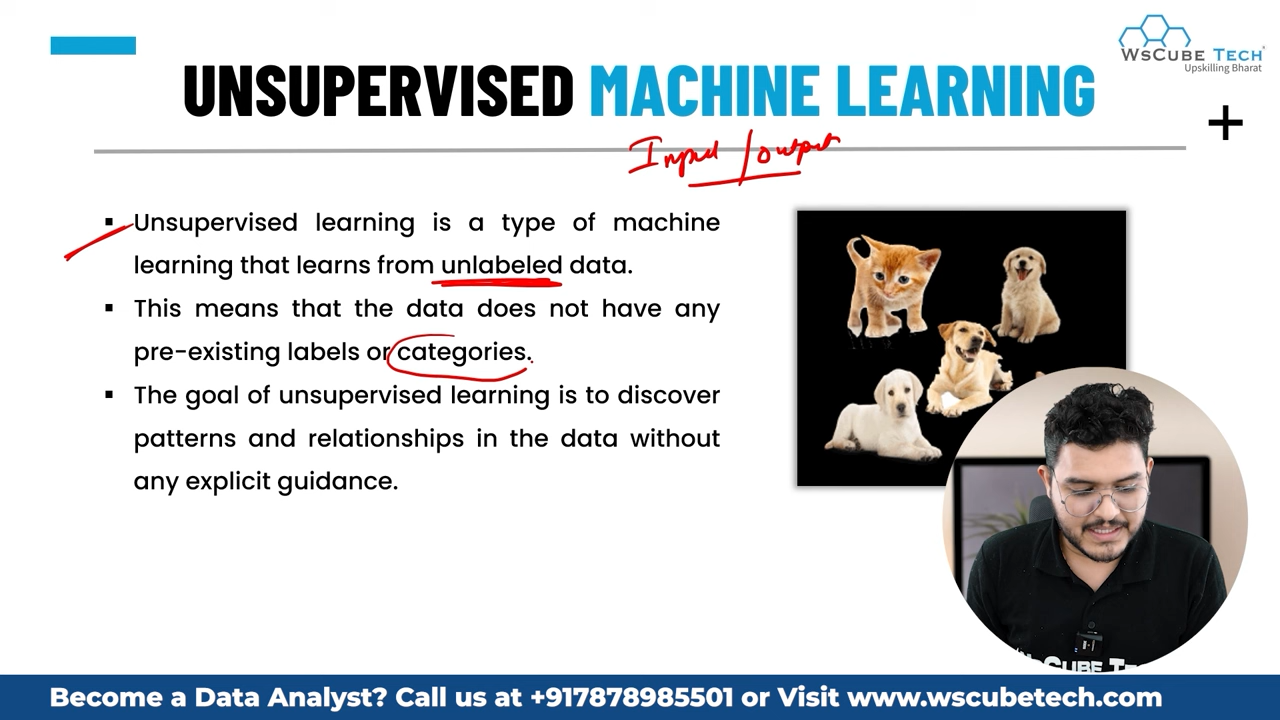 WsCube Tech
Upskilling Bharat
UNSUPERVISED MACHINE LEARNING
Input / output
▪ Unsupervised learning is a type of machine
learning that learns from unlabeled data.
▪ This means that the data does not have any
pre-existing labels or categories.
▪ The goal of unsupervised learning is to discover
patterns and relationships in the data without
any explicit guidance.
Become a Data Analyst? Call us at +917878985501 or Visit www.wscubetech.com